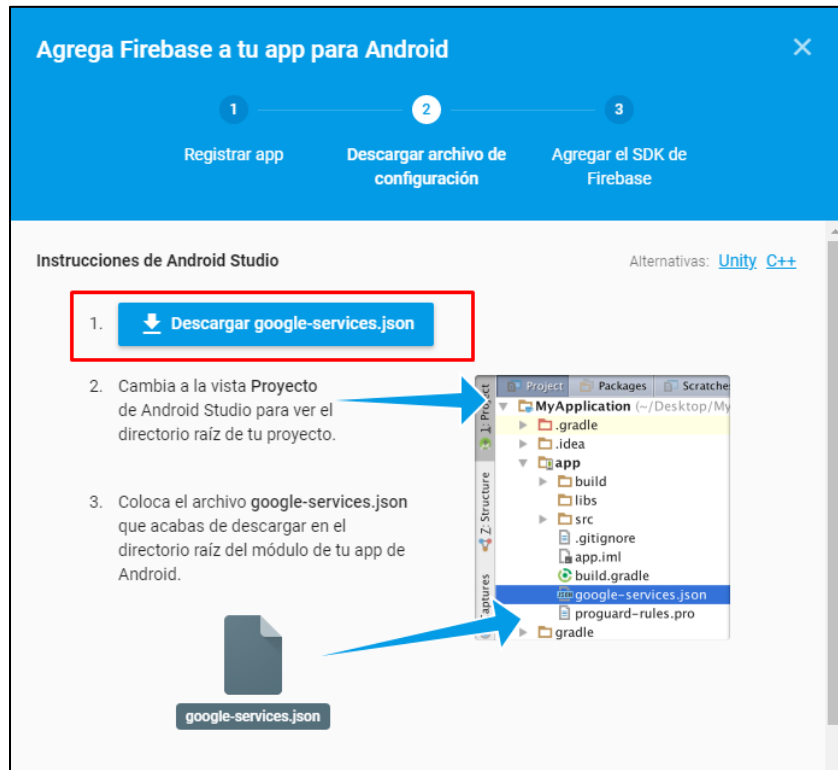 Agrega Firebase a tu app para Android
1
2
3
Registrar app
Descargar archivo de
configuración
Agregar el SDK de
Firebase
Instrucciones de Android Studio
Alternativas: Unity C++
1. Descargar google-services.json
2. Cambia a la vista Proyecto
de Android Studio para ver el
directorio raíz de tu proyecto.
3. Coloca el archivo google-services.json
que acabas de descargar en el
directorio raíz del módulo de tu app de
Android.
google-services.json
Project Packages Scratche
1: Project
Z: Structure
Captures
MyApplication (~/Desktop/My
.gradle
.idea
app
build
libs
src
.gitignore
app.iml
build.gradle
google-services.json
proguard-rules.pro
gradle